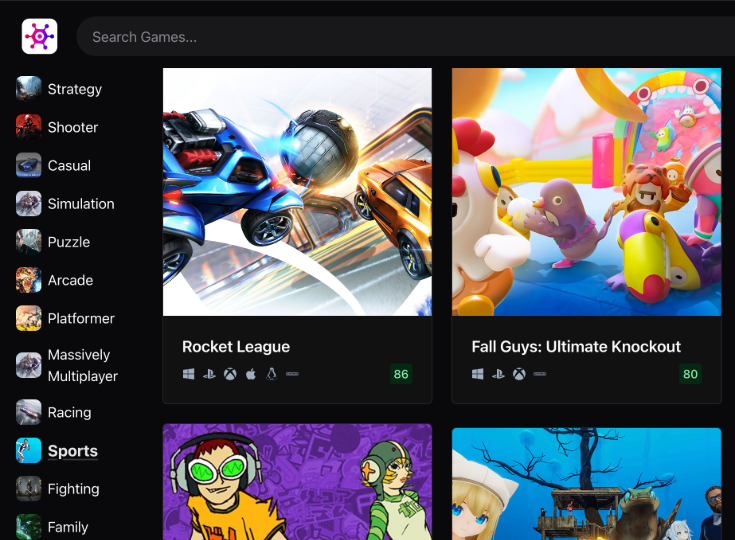 Search Games...
Strategy
Shooter
Casual
Simulation
Puzzle
Arcade
Platformer
Massively
Multiplayer
Racing
Sports
Fighting
Family
Rocket League
86
Fall Guys: Ultimate Knockout
80